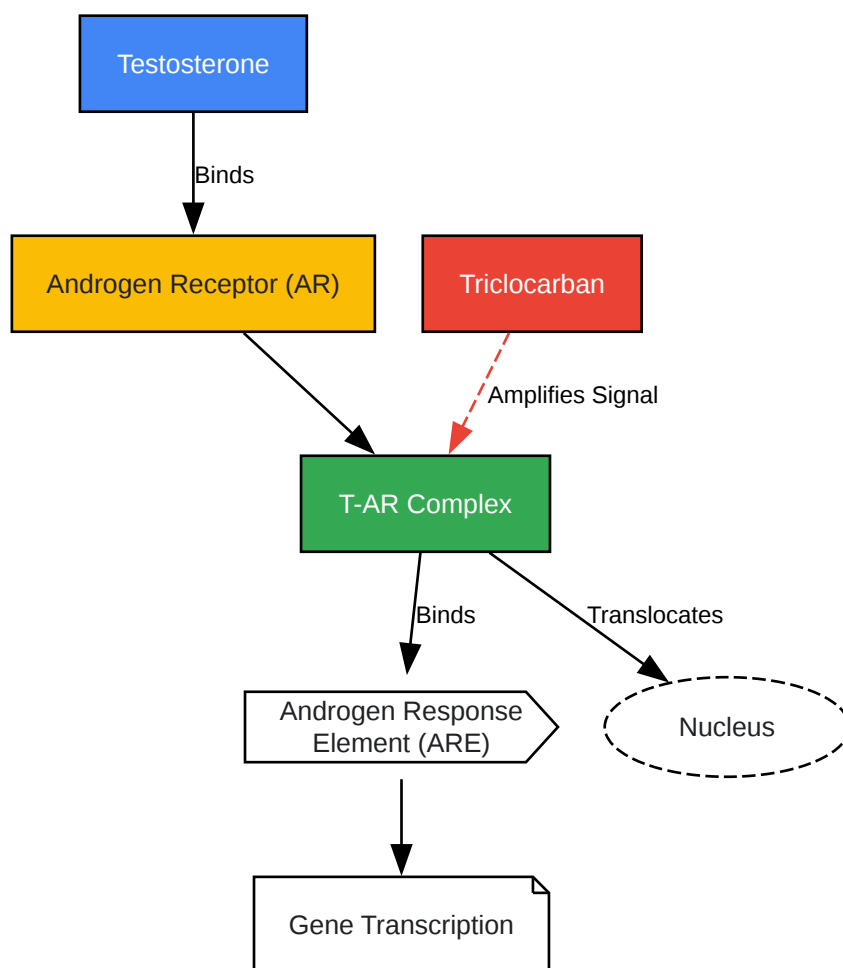 Testosterone
Binds
Androgen Receptor (AR)
Triclocarban
Amplifies Signal
T-AR Complex
Binds
Translocates
Androgen Response
Element (ARE)
Nucleus
Gene Transcription